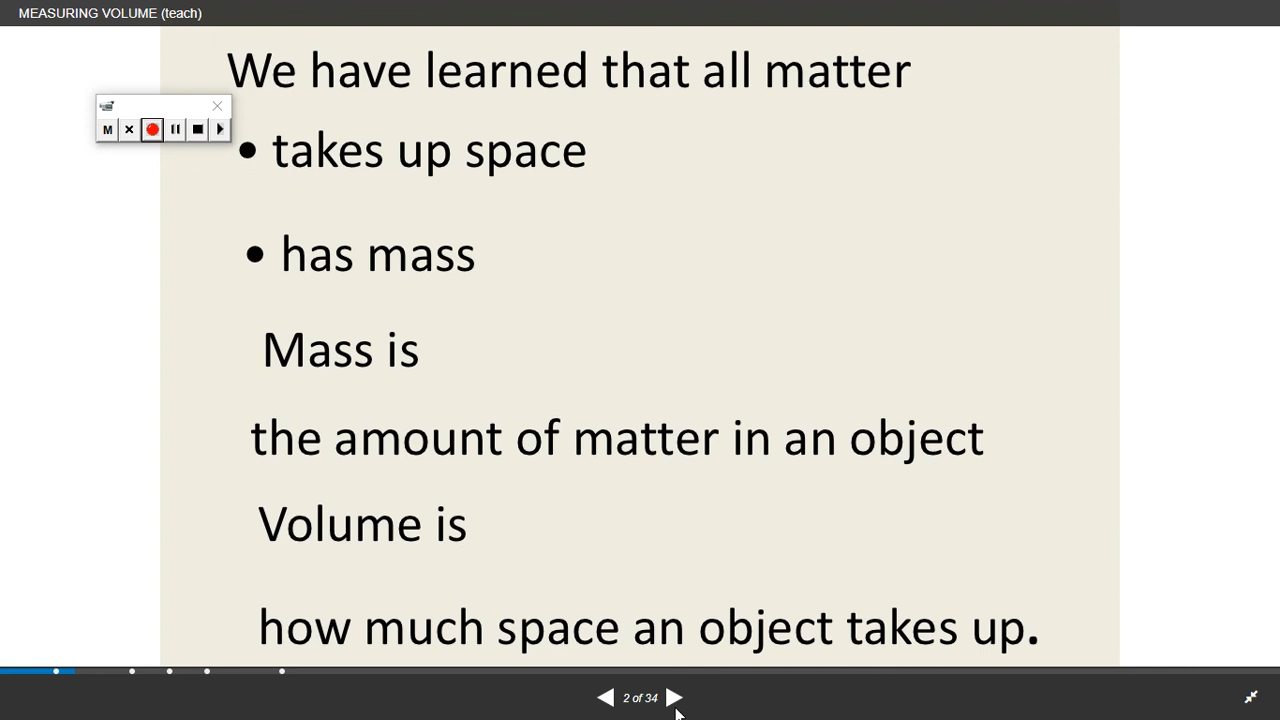 MEASURING VOLUME (teach)
We have learned that all matter
• takes up space
• has mass
Mass is
the amount of matter in an object
Volume is
how much space an object takes up.
M
2 of 34